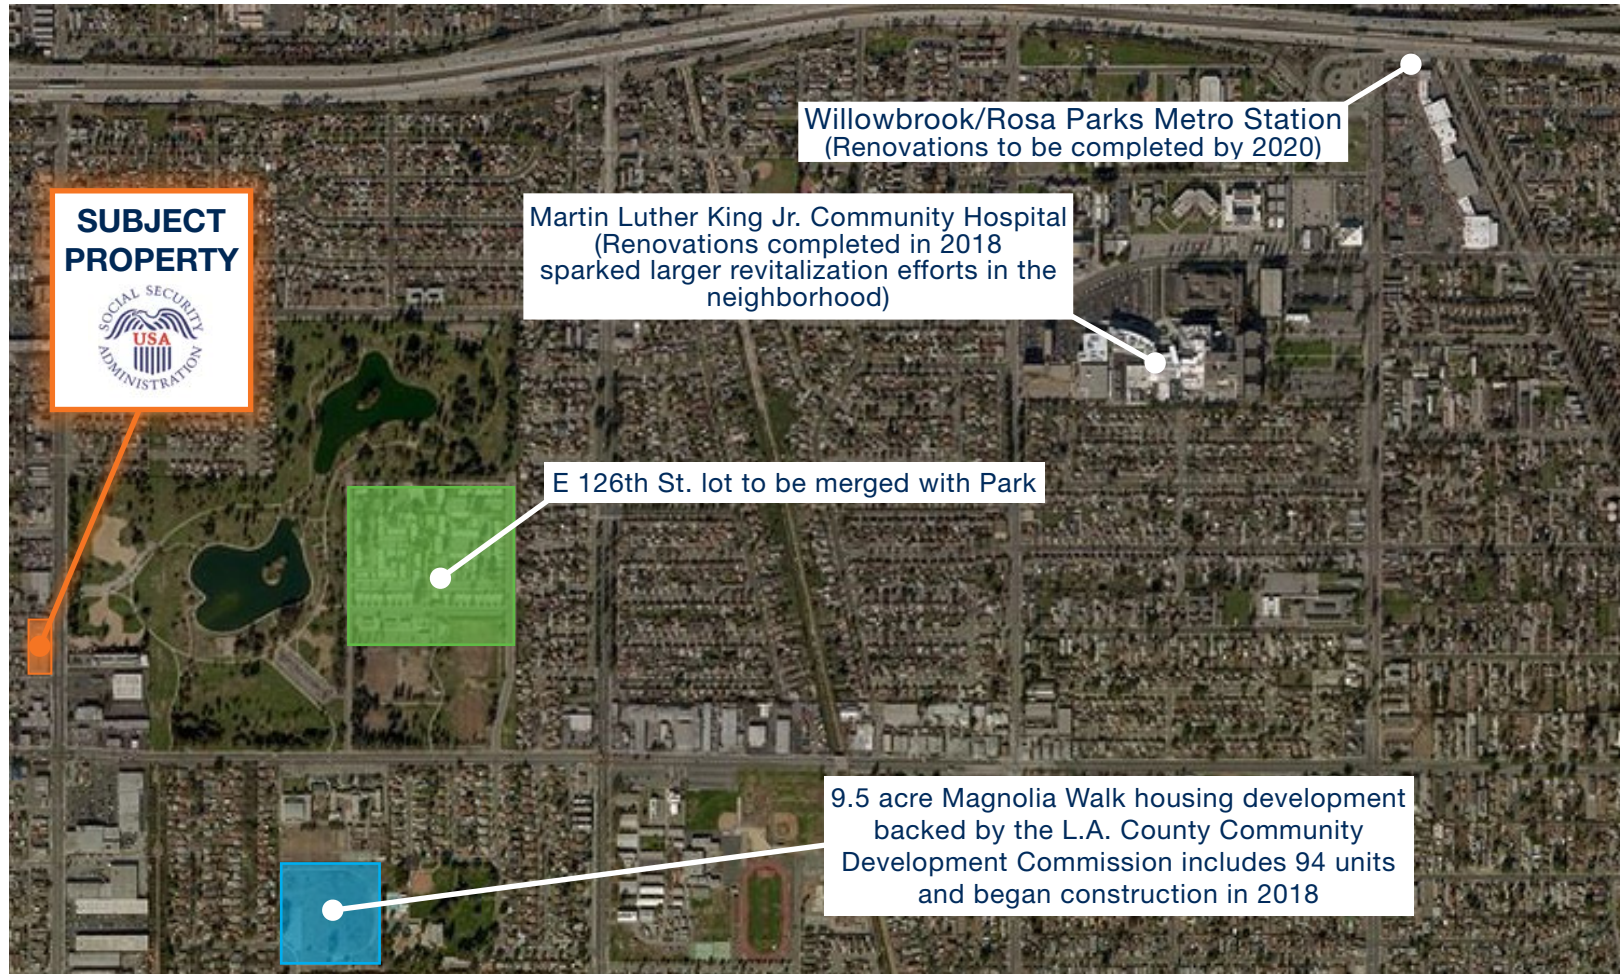 Willowbrook/Rosa Parks Metro Station
(Renovations to be completed by 2020)
SUBJECT
PROPERTY
SOCIAL SECURITY
USA
ADMINISTRATION
Martin Luther King Jr. Community Hospital
(Renovations completed in 2018
sparked larger revitalization efforts in the
neighborhood)
E 126th St. lot to be merged with Park
9.5 acre Magnolia Walk housing development
backed by the L.A. County Community
Development Commission includes 94 units
and began construction in 2018